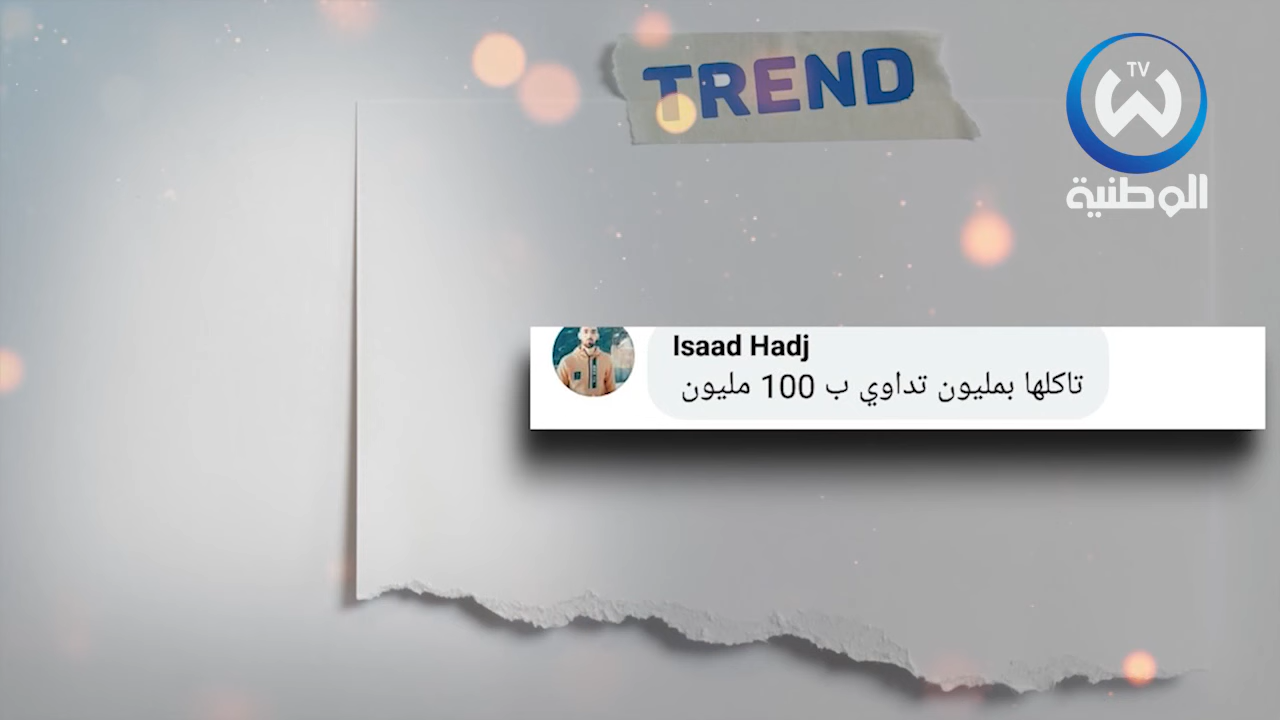 TREND
TV
W
الوطنية
Isaad Hadj
تاكلها بمليون تداوي ب 100 مليون